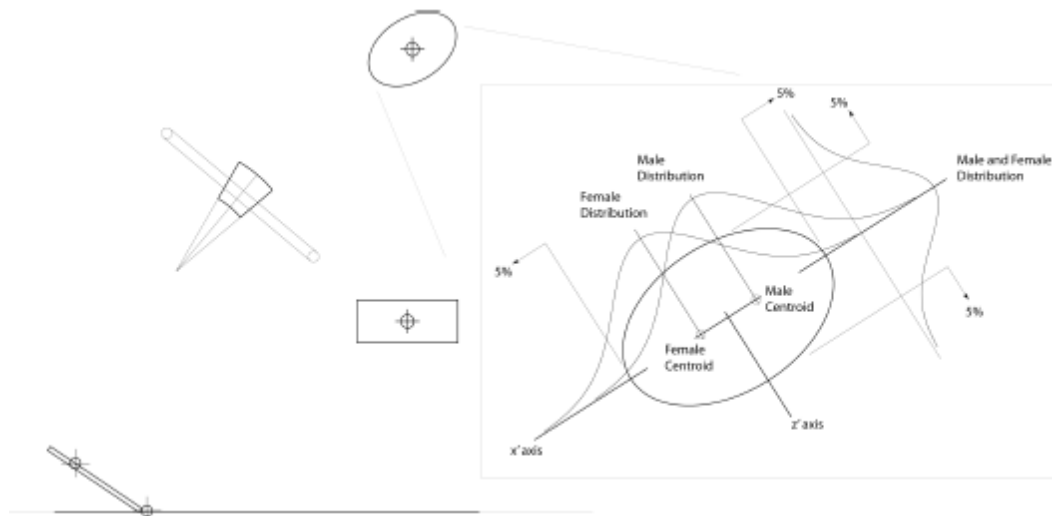 5%
5%
Male
Distribution
Male and Female
Distribution
Female
Distribution
5%
Male
Centroid
5%
Female
Centroid
z' axis
x' axis